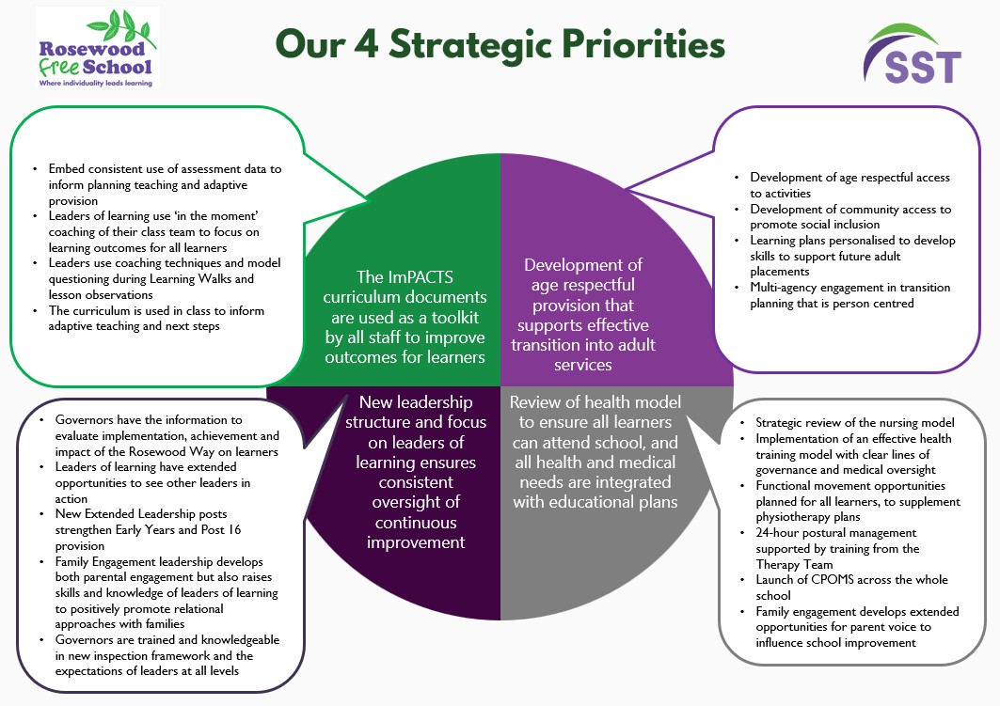 Rosewood
free School
Where individuality leads learning
Our 4 Strategic Priorities
SST
• Embed consistent use of assessment data to
inform planning teaching and adaptive
provision
• Leaders of learning use ‘in the moment’
coaching of their class team to focus on
learning outcomes for all learners
• Leaders use coaching techniques and model
questioning during Learning Walks and
lesson observations
• The curriculum is used in class to inform
adaptive teaching and next steps
The ImPACTS
curriculum documents
are used as a toolkit
by all staff to improve
outcomes for learners
Development of
age respectful
provision that
supports effective
transition into adult
services
• Development of age respectful access
to activities
• Development of community access to
promote social inclusion
• Learning plans personalised to develop
skills to support future adult
placements
• Multi-agency engagement in transition
planning that is person centred
• Governors have the information to
evaluate implementation, achievement and
impact of the Rosewood Way on learners
• Leaders of learning have extended
opportunities to see other leaders in
action
• New Extended Leadership posts
strengthen Early Years and Post 16
provision
• Family Engagement leadership develops
both parental engagement but also raises
skills and knowledge of leaders of learning
to positively promote relational
approaches with families
• Governors are trained and knowledgeable
in new inspection framework and the
expectations of leaders at all levels
New leadership
structure and focus
on leaders of
learning ensures
consistent
oversight of
continuous
improvement
Review of health model
to ensure all learners
can attend school, and
all health and medical
needs are integrated
with educational plans
• Strategic review of the nursing model
• Implementation of an effective health
training model with clear lines of
governance and medical oversight
• Functional movement opportunities
planned for all learners, to supplement
physiotherapy plans
• 24-hour postural management
supported by training from the
Therapy Team
• Launch of CPOMS across the whole
school
• Family engagement develops extended
opportunities for parent voice to
influence school improvement